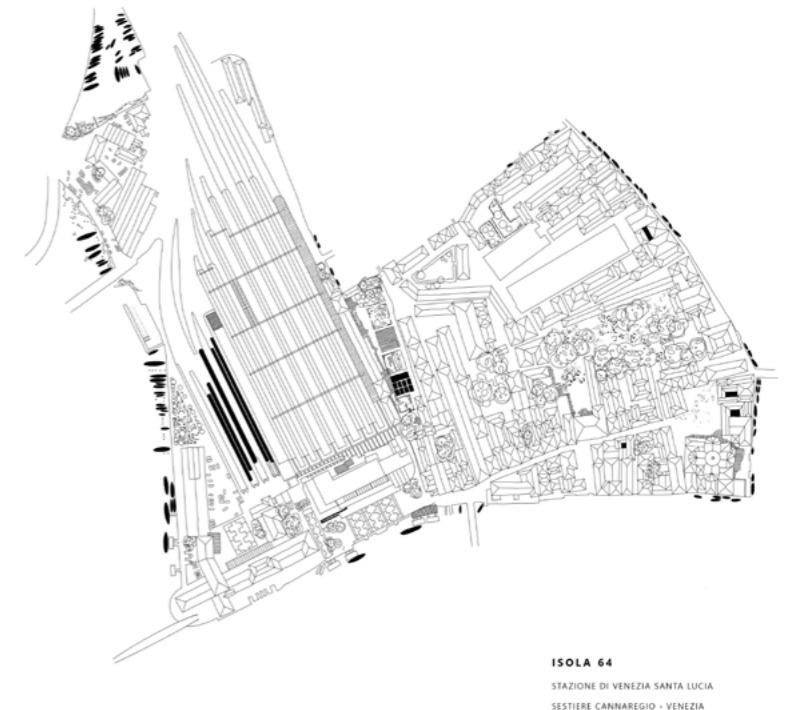 ISOLA 64
STAZIONE DI VENEZIA SANTA LUCIA
SESTIERE CANNAREGIO - VENEZIA